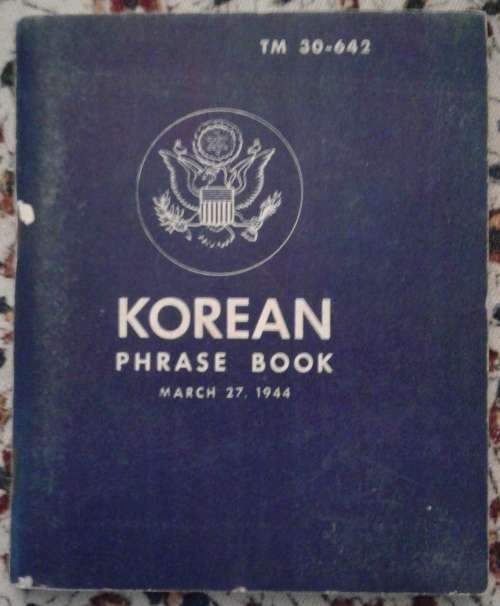 TM 30-642
KOREAN
PHRASE BOOK
MARCH 27, 1944